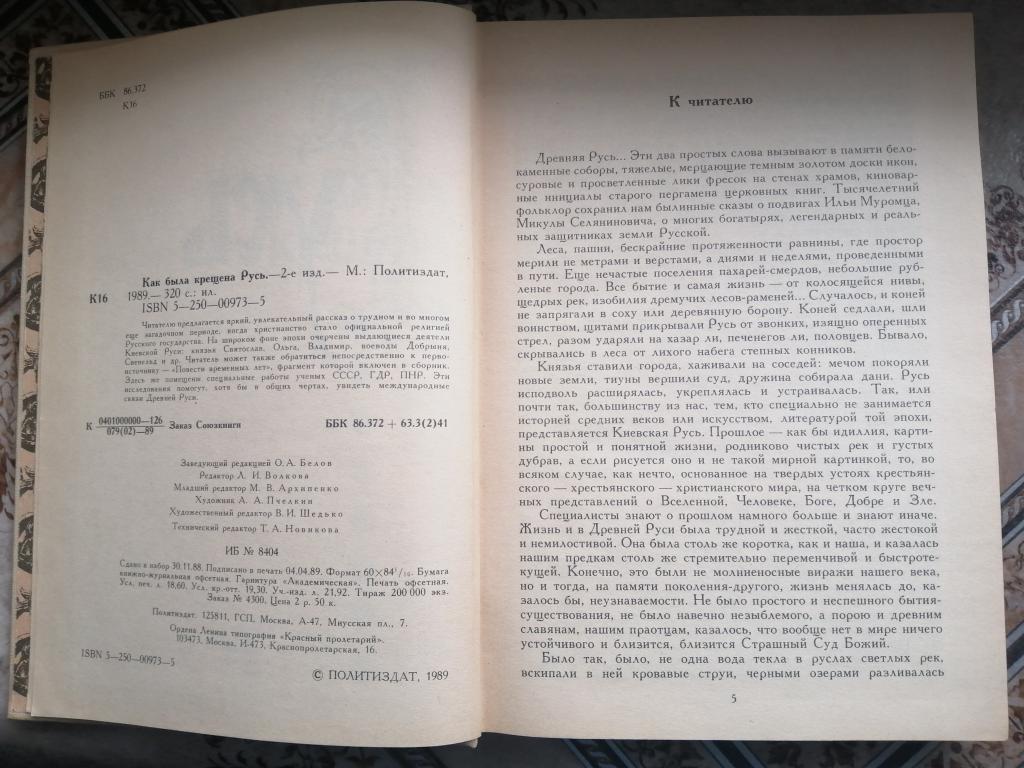 ББК 86.372
К16
Как была крещена Русь.—2-е изд.— М.: Политиздат,
К16 1989.— 320 с.: ил.
ISBN 5—250—00973—5
Читателю предлагается яркий, увлекательный рассказ о трудном и во многом
еще загадочном периоде, когда христианство стало официальной религией
Русского государства. На широком фоне эпохи очерчены выдающиеся деятели
Киевской Руси: князья Святослав, Ольга, Владимир, воеводы Добрыня,
Свенельд и др. Читатель может также обратиться непосредственно к перво-
источнику — «Повести временных лет», фрагмент которой включен в сборник.
Здесь же помещены специальные работы ученых СССР, ГДР, ПНР. Эти
исследования помогут, хотя бы в общих чертах, увидеть международные
связи Древней Руси.
К 0401000000—126
079(02)—89 Заказ Союзкниги ББК 86.372 + 63.3(2)41
Заведующий редакцией О. А. Белов
Редактор Л. И. Волкова
Младший редактор М. В. Архипенко
Художник А. А. Пчелкин
Художественный редактор В. И. Шедько
Технический редактор Т. А. Новикова
ИБ № 8404
Сдано в набор 30.11.88. Подписано в печать 04.04.89. Формат 60×84¹/₁₆. Бумага
книжно-журнальная офсетная. Гарнитура «Академическая». Печать офсетная.
Усл. печ. л. 18,60. Усл. кр.-отт. 19,30. Уч.-изд. л. 21,92. Тираж 200 000 экз.
Заказ № 4300. Цена 2 р. 50 к.
Политиздат. 125811, ГСП, Москва, А-47, Миусская пл., 7.
Ордена Ленина типография «Красный пролетарий».
103473, Москва, И-473, Краснопролетарская, 16.
ISBN 5—250—00973—5
© ПОЛИТИЗДАТ, 1989
К читателю
Древняя Русь... Эти два простых слова вызывают в памяти бело-
каменные соборы, тяжелые, мерцающие темным золотом доски икон,
суровые и просветленные лики фресок на стенах храмов, киновар-
ные инициалы старого пергамена церковных книг. Тысячелетний
фольклор сохранил нам былинные сказы о подвигах Ильи Муромца,
Микулы Селяниновича, о многих богатырях, легендарных и реаль-
ных защитниках земли Русской.
Леса, пашни, бескрайние протяженности равнины, где простор
мерили не метрами и верстами, а днями и неделями, проведенными
в пути. Еще нечастые поселения пахарей-смердов, небольшие руб-
леные города. Все бытие и самая жизнь — от колосящейся нивы,
щедрых рек, изобилия дремучих лесов-раменей... Случалось, и коней
не запрягали в соху или деревянную борону. Коней седлали, шли
воинством, щитами прикрывали Русь от звонких, изящно оперенных
стрел, разом ударяли на хазар ли, печенегов ли, половцев. Бывало,
скрывались в леса от лихого набега степных конников.
Князья ставили города, хаживали на соседей: мечом покоряли
новые земли, тиуны вершили суд, дружина собирала дани. Русь
исподволь расширялась, укреплялась и устраивалась. Так, или
почти так, большинству из нас, тем, кто специально не занимается
историей средних веков или искусством, литературой той эпохи,
представляется Киевская Русь. Прошлое — как бы идиллия, карти-
ны простой и понятной жизни, родниково чистых рек и густых
дубрав, а если рисуется оно и не такой мирной картинкой, то, во
всяком случае, как нечто, основанное на твердых устоях крестьян-
ского — хрестьянского — христианского мира, на четком круге веч-
ных представлений о Вселенной, Человеке, Боге, Добре и Зле.
Специалисты знают о прошлом намного больше и знают иначе.
Жизнь и в Древней Руси была трудной и жесткой, часто жестокой
и немилостивой. Она была столь же коротка, как и наша, и казалась
нашим предкам столь же стремительно переменчивой и быстроте-
кущей. Конечно, это были не молниеносные виражи нашего века,
но и тогда, на памяти поколения-другого, жизнь менялась до, ка-
залось бы, неузнаваемости. Не было простого и неспешного бытия-
существования, не было навечно незыблемого, а порою и древним
славянам, нашим праотцам, казалось, что вообще нет в мире ничего
устойчивого и близится, близится Страшный Суд Божий.
Было так, было, не одна вода текла в руслах светлых рек,
вскипали в ней кровавые струи, черными озерами разливалась
5